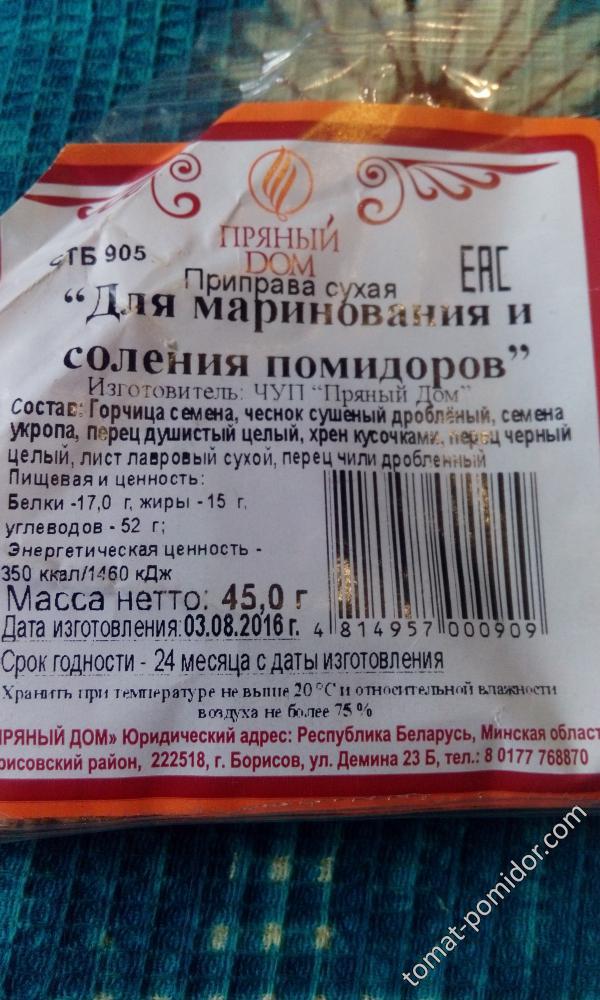 ПРЯНЫЙ
DOM
СТБ 905
EAC
Приправа сухая
“Для маринования и
соления помидоров”
Изготовитель: ЧУП “Пряный Дом”
Состав: Горчица семена, чеснок сушёный дроблёный, семена
укропа, перец душистый целый, хрен кусочками, перец черный
целый, лист лавровый сухой, перец чили дробленный
Пищевая и ценность:
Белки -17,0 г, жиры -15 г,
углеводов - 52 г;
Энергетическая ценность -
350 ккал/1460 кДж
Масса нетто: 45,0 г
Дата изготовления:03.08.2016 г.
4 814957 000909
Срок годности - 24 месяца с даты изготовления
Хранить при температуре не выше 20 °С и относительной влажности
воздуха не более 75 %
ПРЯНЫЙ ДОМ» Юридический адрес: Республика Беларусь, Минская област
рисовский район, 222518, г. Борисов, ул. Демина 23 Б, тел.: 8 0177 768870
tomat-pomidor.com